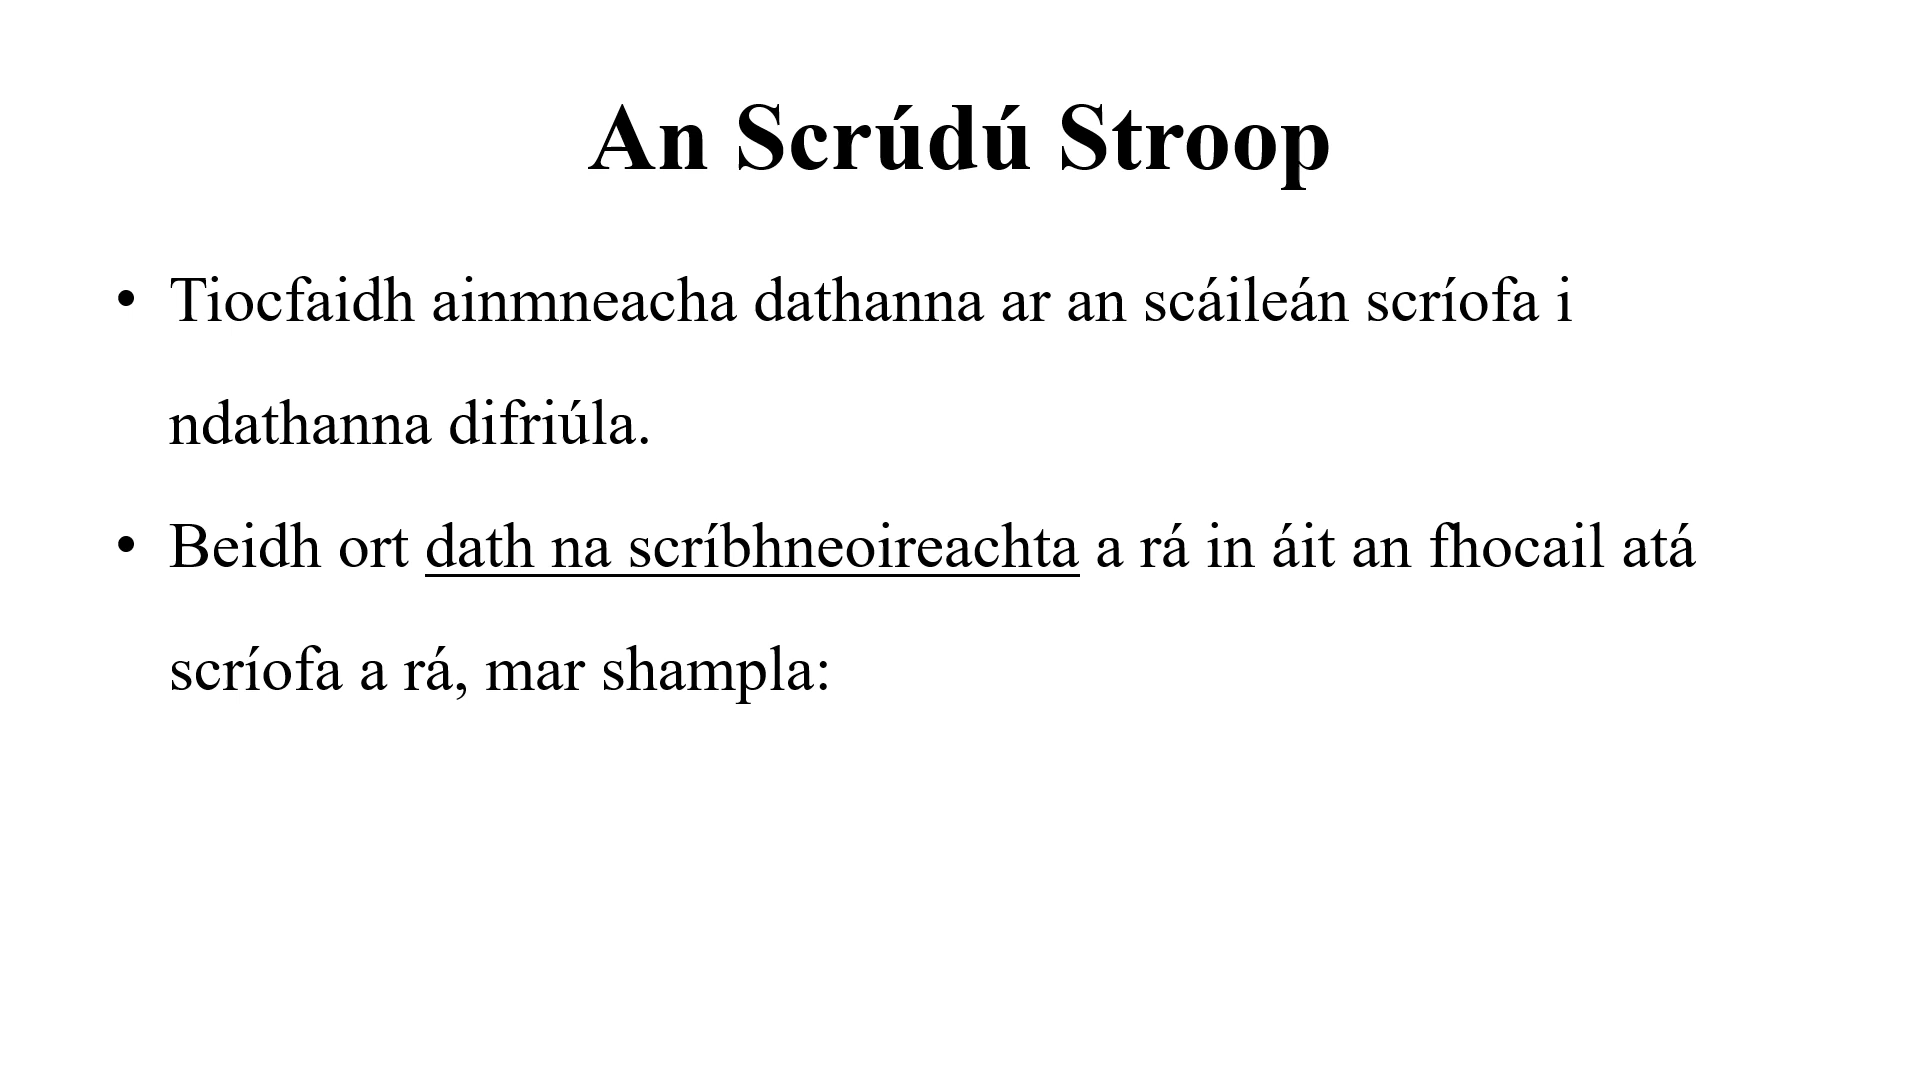 An Scrúdú Stroop
• Tiocfaidh ainmneacha dathanna ar an scáileán scríofa i
ndathanna difriúla.
• Beidh ort dath na scríbhneoireachta a rá in áit an fhocail atá
scríofa a rá, mar shampla: